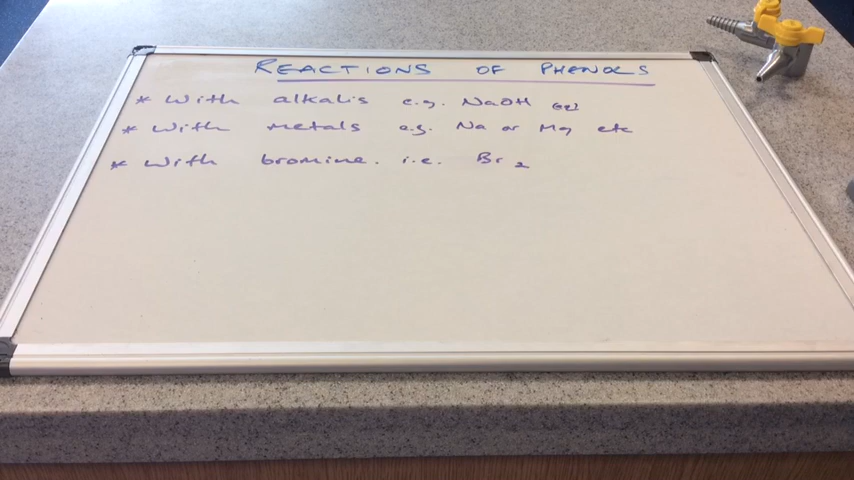 REACTIONS OF PHENOLS
* With alkalis e.g. NaOH (aq)
* With metals e.g. Na or Mg etc
* With bromine. i.e. Br₂